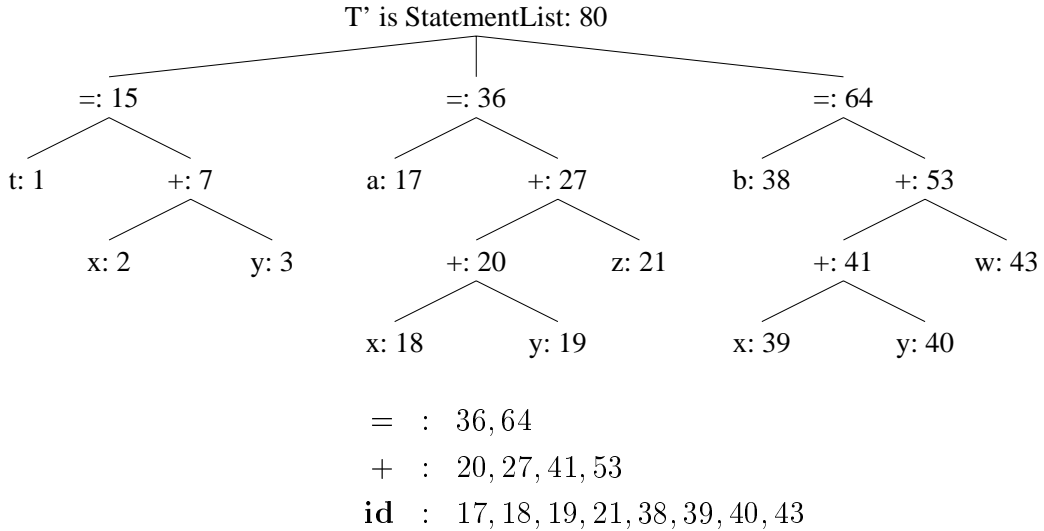 T’ is StatementList: 80
=: 15 =: 36 =: 64
t: 1 +: 7 a: 17 +: 27 b: 38 +: 53
x: 2 y: 3 +: 20 z: 21 +: 41 w: 43
x: 18 y: 19 x: 39 y: 40
= : 36, 64
+ : 20, 27, 41, 53
id : 17, 18, 19, 21, 38, 39, 40, 43